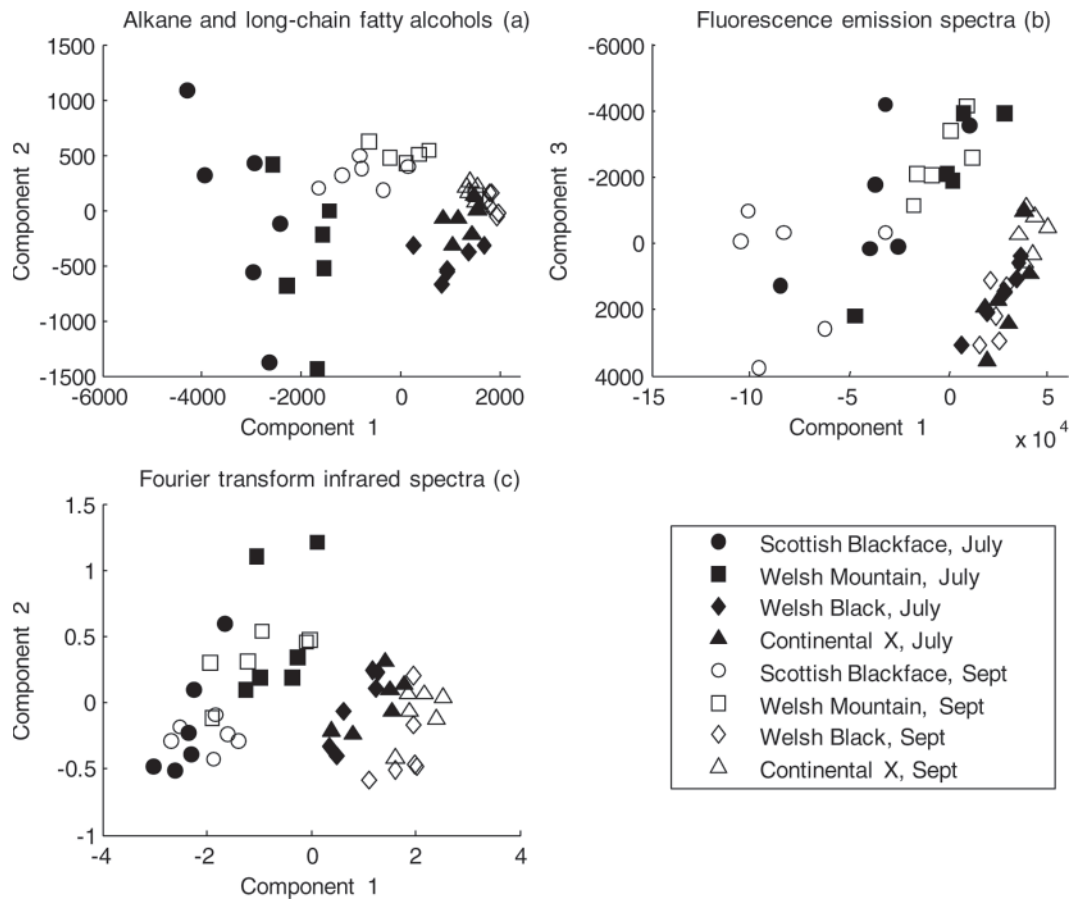 Alkane and long-chain fatty alcohols (a)
1500
1000
500
0
-500
-1000
-1500
Component 2
-6000 -4000 -2000 0 2000
Component 1
Fluorescence emission spectra (b)
-6000
-4000
-2000
0
2000
4000
Component 3
-15 -10 -5 0 5
Component 1
x 10^4
Fourier transform infrared spectra (c)
1.5
1
0.5
0
-0.5
-1
Component 2
-4 -2 0 2 4
Component 1
Scottish Blackface, July
Welsh Mountain, July
Welsh Black, July
Continental X, July
Scottish Blackface, Sept
Welsh Mountain, Sept
Welsh Black, Sept
Continental X, Sept